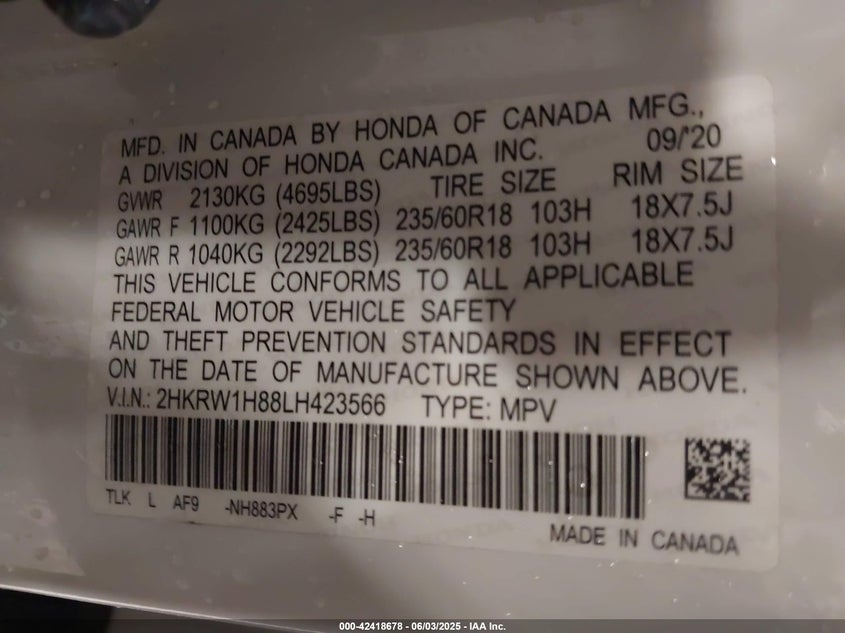 MFD. IN CANADA BY HONDA OF CANADA MFG.,
A DIVISION OF HONDA CANADA INC. 09/'20
GVWR 2130KG (4695LBS) TIRE SIZE RIM SIZE
GAWR F 1100KG (2425LBS) 235/60R18 103H 18X7.5J
GAWR R 1040KG (2292LBS) 235/60R18 103H 18X7.5J
THIS VEHICLE CONFORMS TO ALL APPLICABLE
FEDERAL MOTOR VEHICLE SAFETY
AND THEFT PREVENTION STANDARDS IN EFFECT
ON THE DATE OF MANUFACTURE SHOWN ABOVE.
V.I.N.: 2HKRW1H88LH423566 TYPE: MPV
TLK L AF9 -NH883PX -F -H
MADE IN CANADA
000-42418678 - 06/03/2025 - IAA Inc.